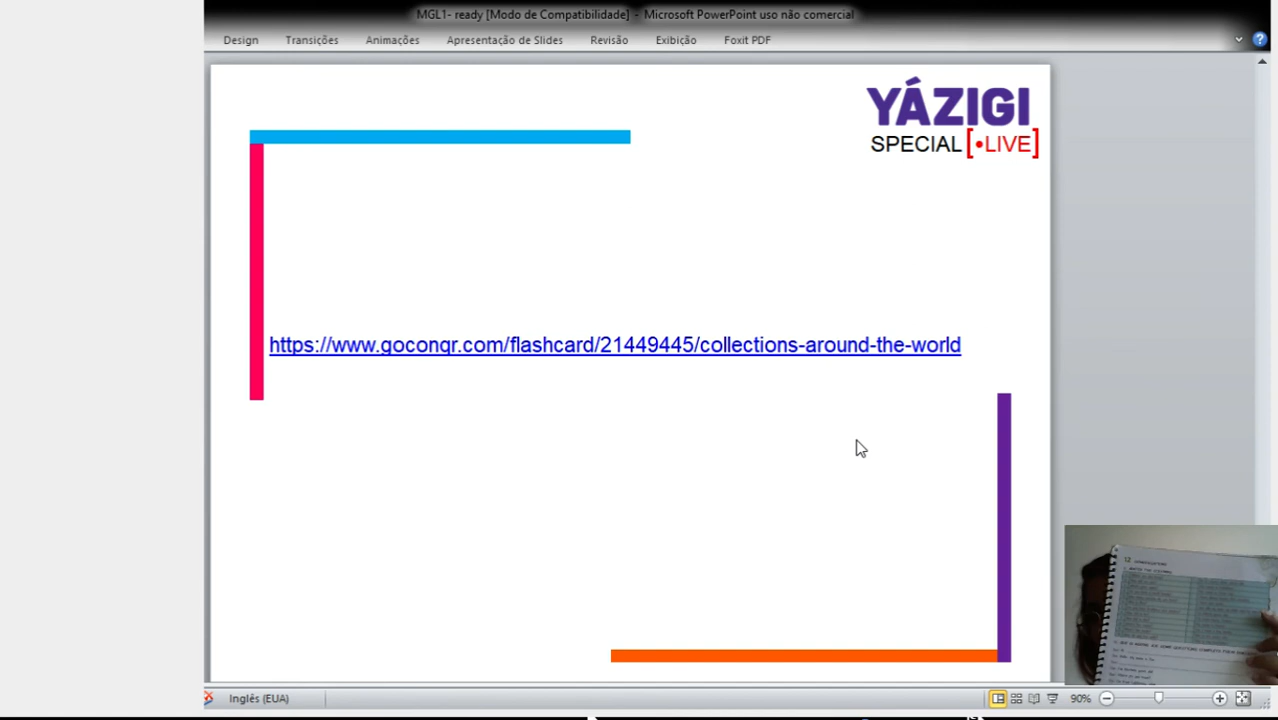 MGL1- ready [Modo de Compatibilidade] - Microsoft PowerPoint uso não comercial
Design Transições Animações Apresentação de Slides Revisão Exibição Foxit PDF
YÁZIGI
SPECIAL [•LIVE]
https://www.goconqr.com/flashcard/21449445/collections-around-the-world
12
Inglês (EUA) 90%